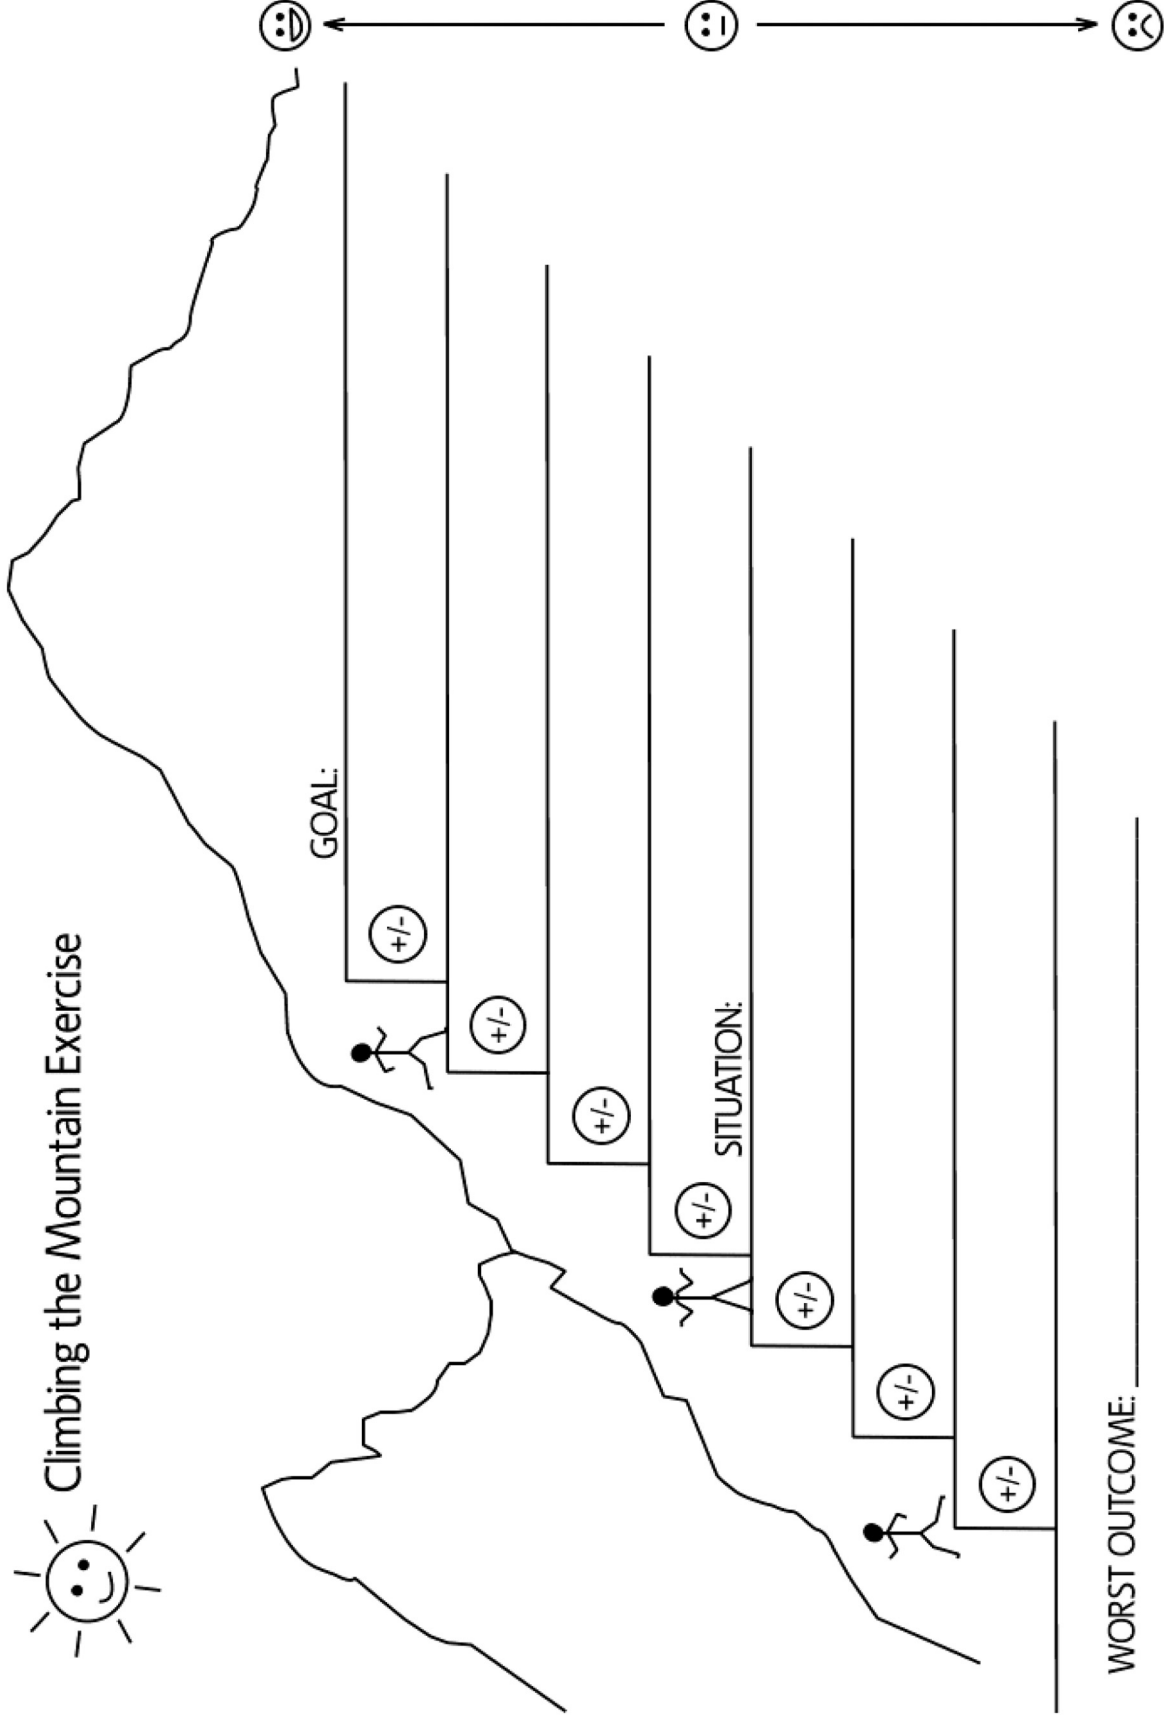 Climbing the Mountain Exercise
GOAL:
+/-
+/-
+/-
SITUATION:
+/-
+/-
+/-
+/-
WORST OUTCOME: